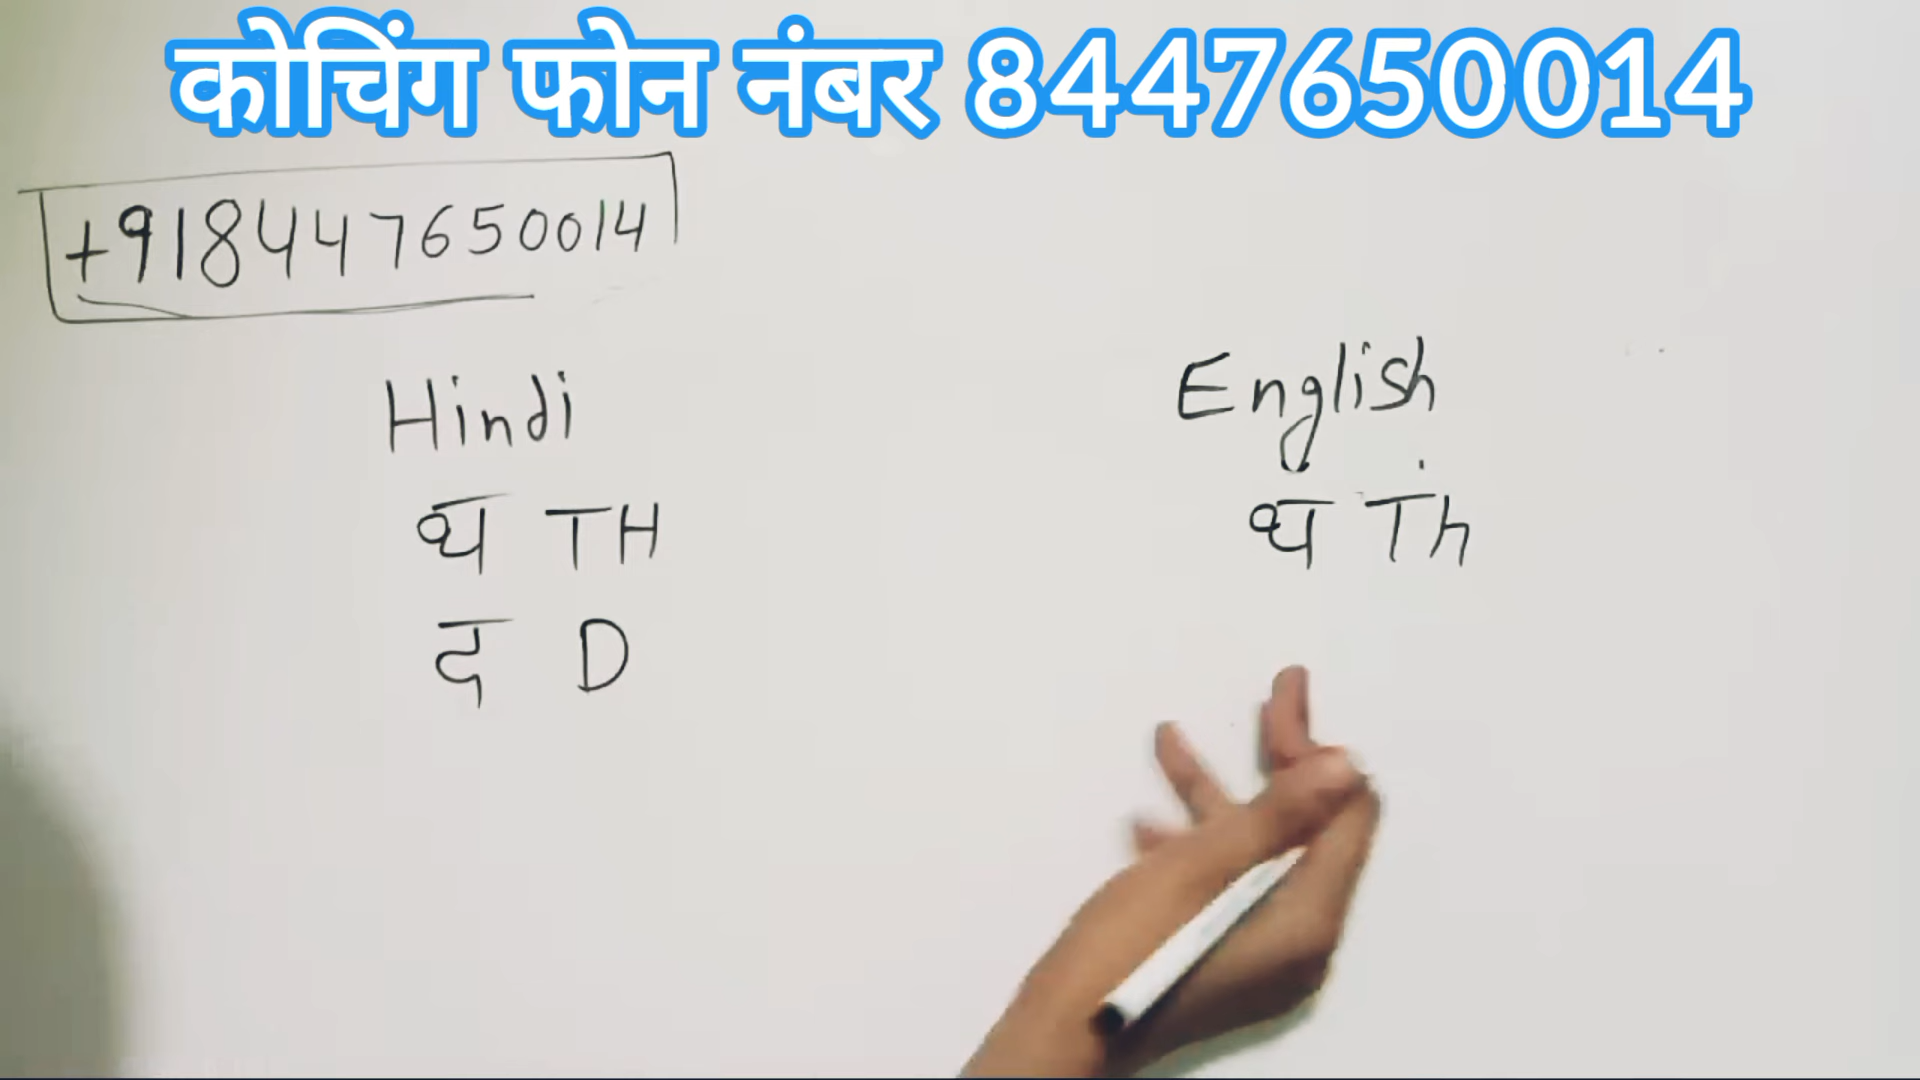 कोचिंग फोन नंबर 8447650014
+918447650014
Hindi English
थ TH थ Th
द D